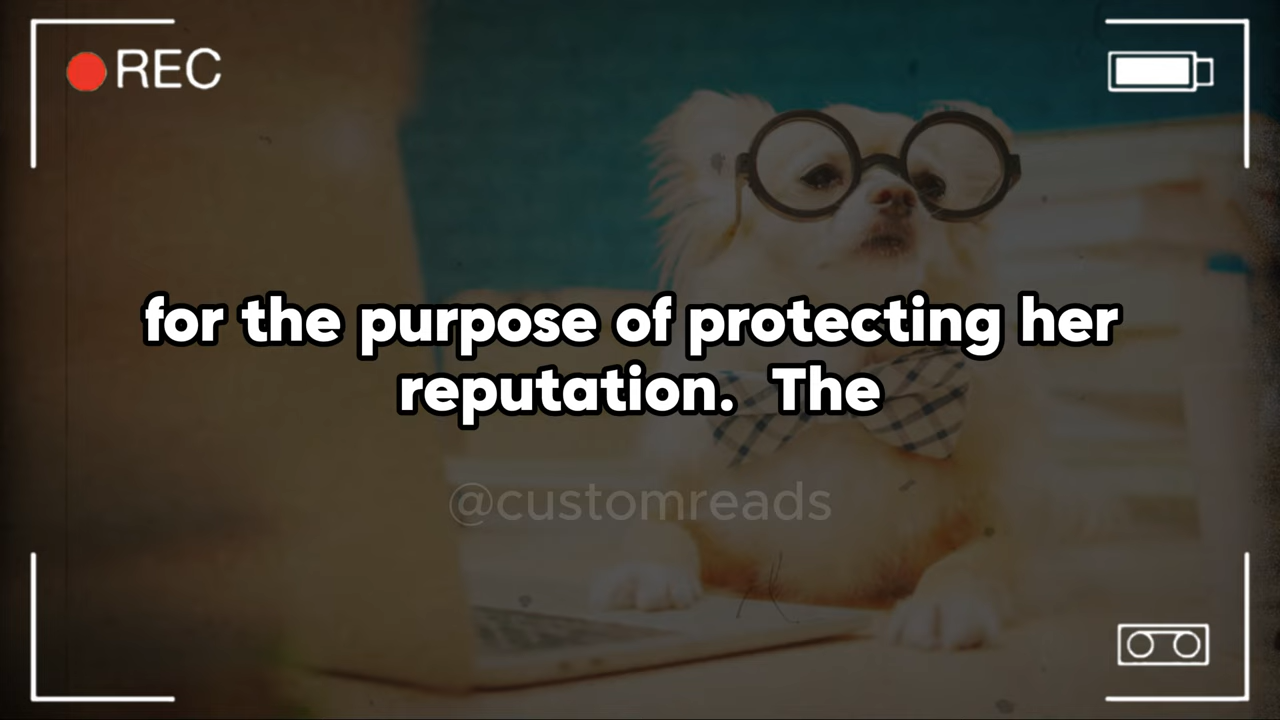 REC
for the purpose of protecting her
reputation. The
@customreads